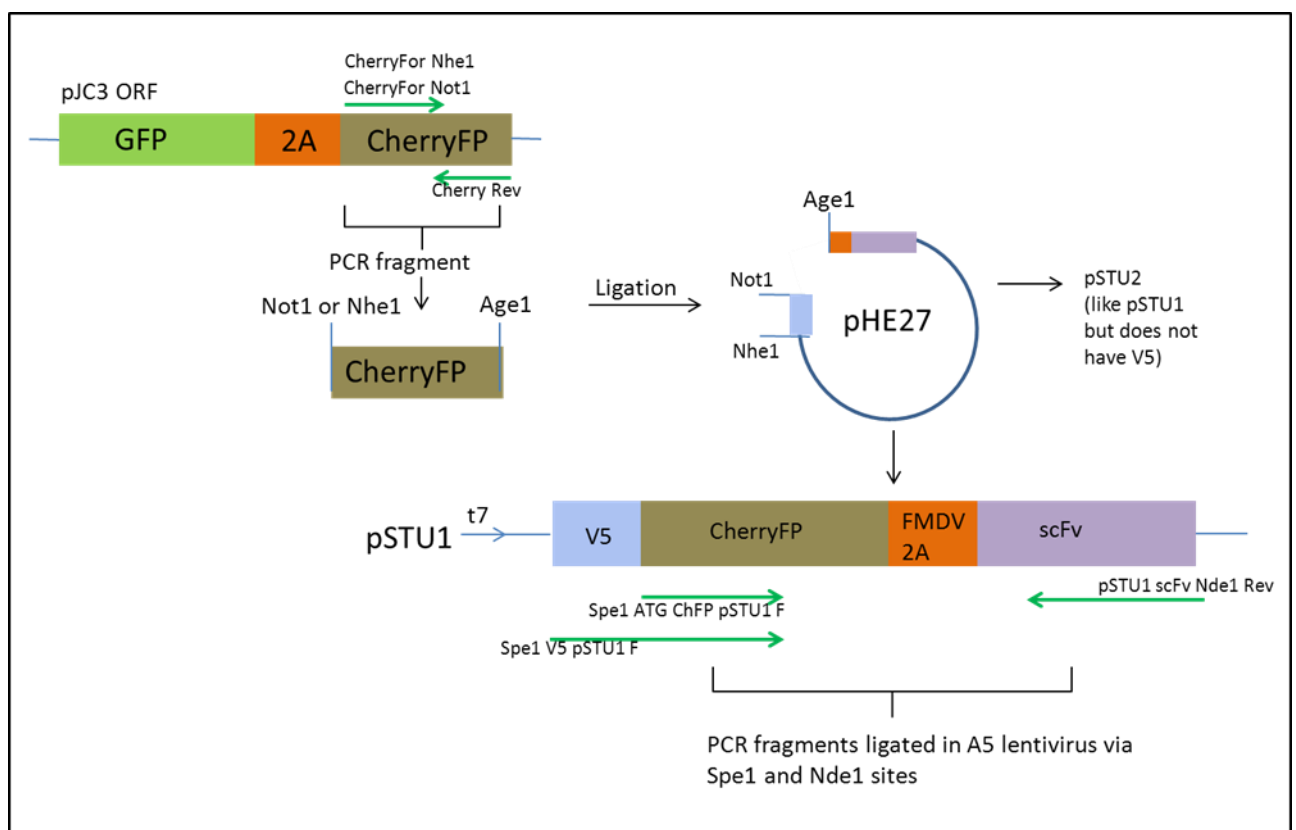 CherryFor Nhe1
CherryFor Not1
pJC3 ORF
GFP
2A
CherryFP
Cherry Rev
PCR fragment
Not1 or Nhe1
Age1
CherryFP
Ligation
Age1
Not1
Nhe1
pHE27
pSTU2
(like pSTU1
but does not
have V5)
pSTU1
t7
V5
CherryFP
FMDV
2A
scFv
Spe1 ATG ChFP pSTU1 F
pSTU1 scFv Nde1 Rev
Spe1 V5 pSTU1 F
PCR fragments ligated in A5 lentivirus via
Spe1 and Nde1 sites